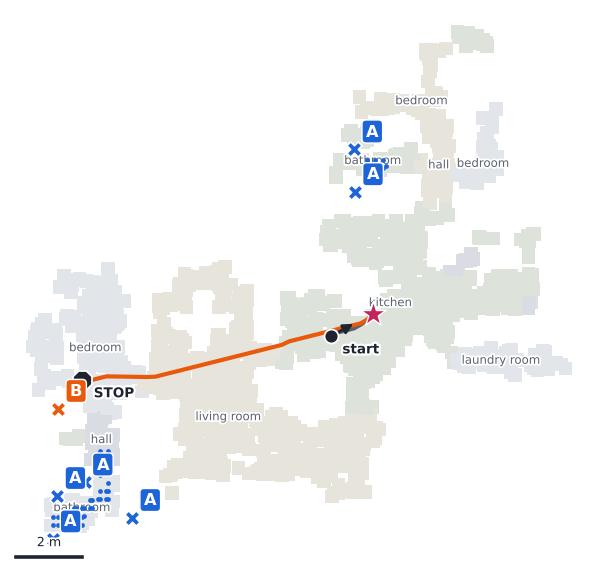 bedroom
A
bathroom
hall
bedroom
A
kitchen
start
bedroom
laundry room
B
STOP
living room
hall
A
A
A
bathroom
A
2 m